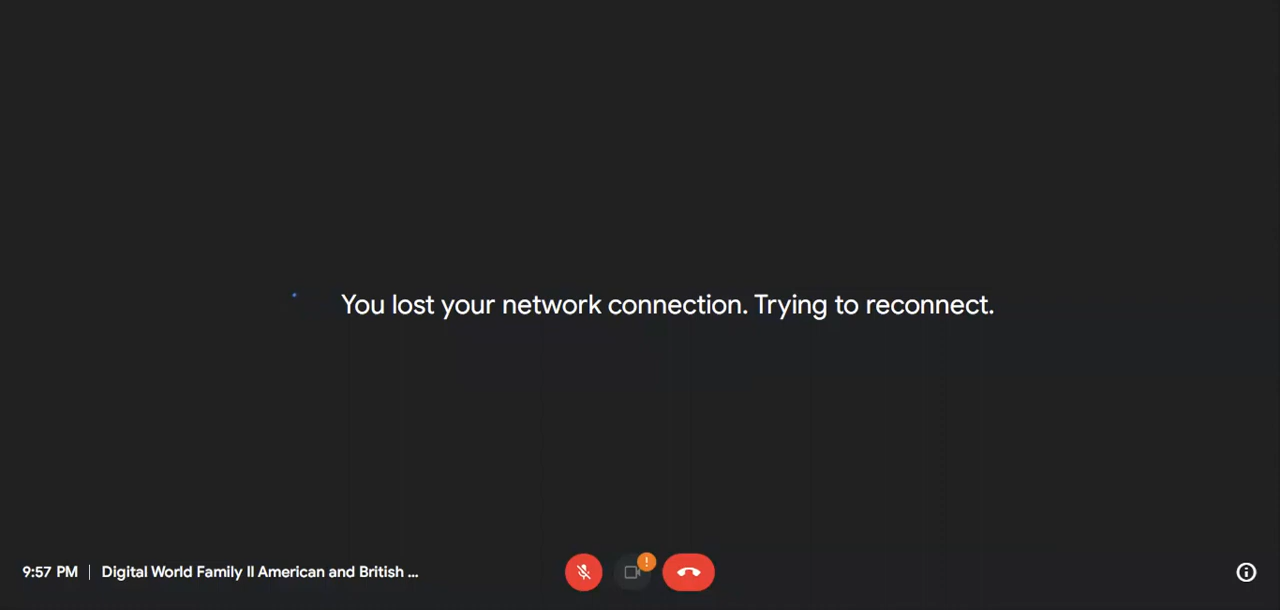 You lost your network connection. Trying to reconnect.
9:57 PM | Digital World Family II American and British ...